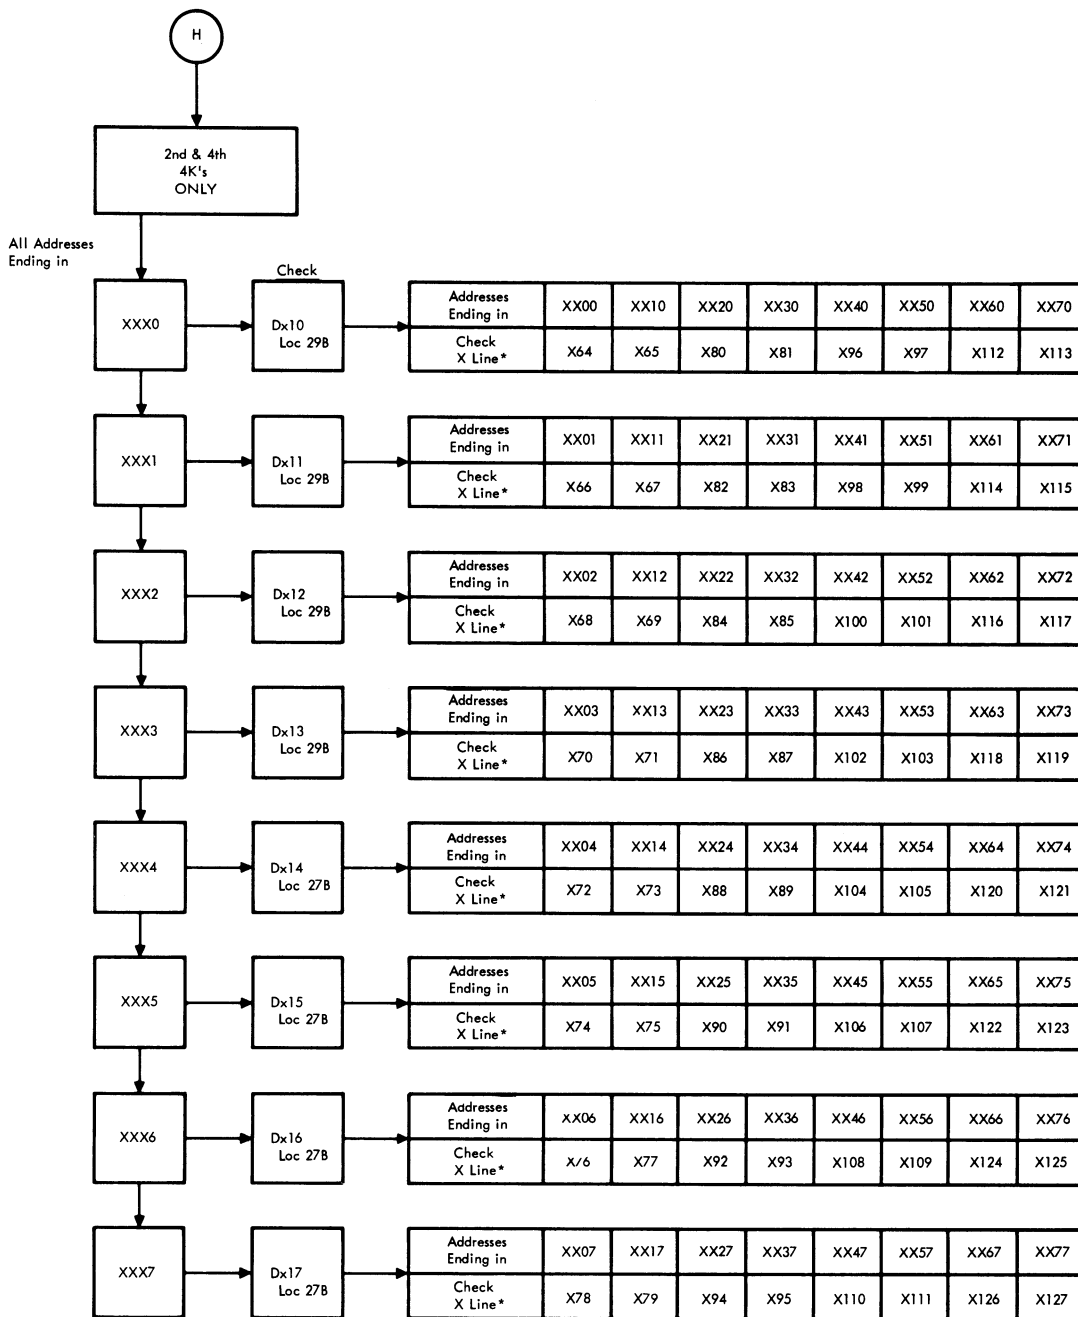 H
2nd & 4th
4K's
ONLY
All Addresses
Ending in
Check
XXX0
Dx10
Loc 29B
Addresses
Ending in
XX00 XX10 XX20 XX30 XX40 XX50 XX60 XX70
Check
X Line*
X64 X65 X80 X81 X96 X97 X112 X113
XXX1
Dx11
Loc 29B
Addresses
Ending in
XX01 XX11 XX21 XX31 XX41 XX51 XX61 XX71
Check
X Line*
X66 X67 X82 X83 X98 X99 X114 X115
XXX2
Dx12
Loc 29B
Addresses
Ending in
XX02 XX12 XX22 XX32 XX42 XX52 XX62 XX72
Check
X Line*
X68 X69 X84 X85 X100 X101 X116 X117
XXX3
Dx13
Loc 29B
Addresses
Ending in
XX03 XX13 XX23 XX33 XX43 XX53 XX63 XX73
Check
X Line*
X70 X71 X86 X87 X102 X103 X118 X119
XXX4
Dx14
Loc 27B
Addresses
Ending in
XX04 XX14 XX24 XX34 XX44 XX54 XX64 XX74
Check
X Line*
X72 X73 X88 X89 X104 X105 X120 X121
XXX5
Dx15
Loc 27B
Addresses
Ending in
XX05 XX15 XX25 XX35 XX45 XX55 XX65 XX75
Check
X Line*
X74 X75 X90 X91 X106 X107 X122 X123
XXX6
Dx16
Loc 27B
Addresses
Ending in
XX06 XX16 XX26 XX36 XX46 XX56 XX66 XX76
Check
X Line*
X/6 X77 X92 X93 X108 X109 X124 X125
XXX7
Dx17
Loc 27B
Addresses
Ending in
XX07 XX17 XX27 XX37 XX47 XX57 XX67 XX77
Check
X Line*
X78 X79 X94 X95 X110 X111 X126 X127